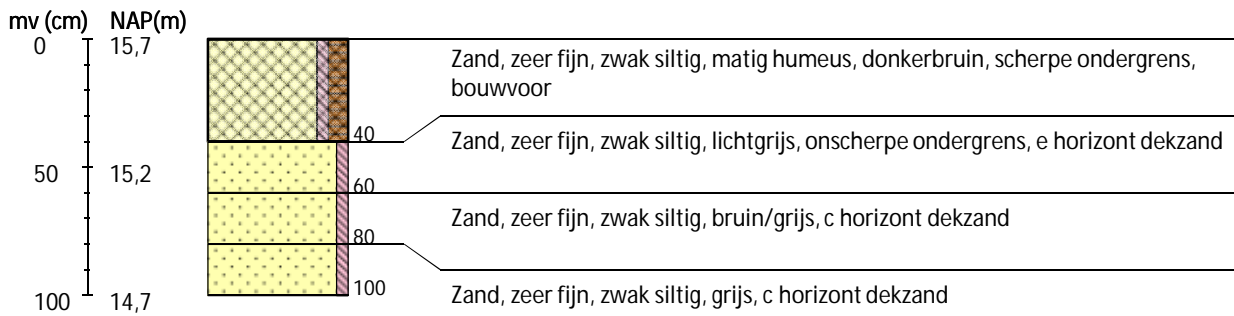 mv (cm) NAP(m)
0 15,7
Zand, zeer fijn, zwak siltig, matig humeus, donkerbruin, scherpe ondergrens,
bouwvoor
40
Zand, zeer fijn, zwak siltig, lichtgrijs, onscherpe ondergrens, e horizont dekzand
50 15,2
60
Zand, zeer fijn, zwak siltig, bruin/grijs, c horizont dekzand
80
100 14,7
100
Zand, zeer fijn, zwak siltig, grijs, c horizont dekzand